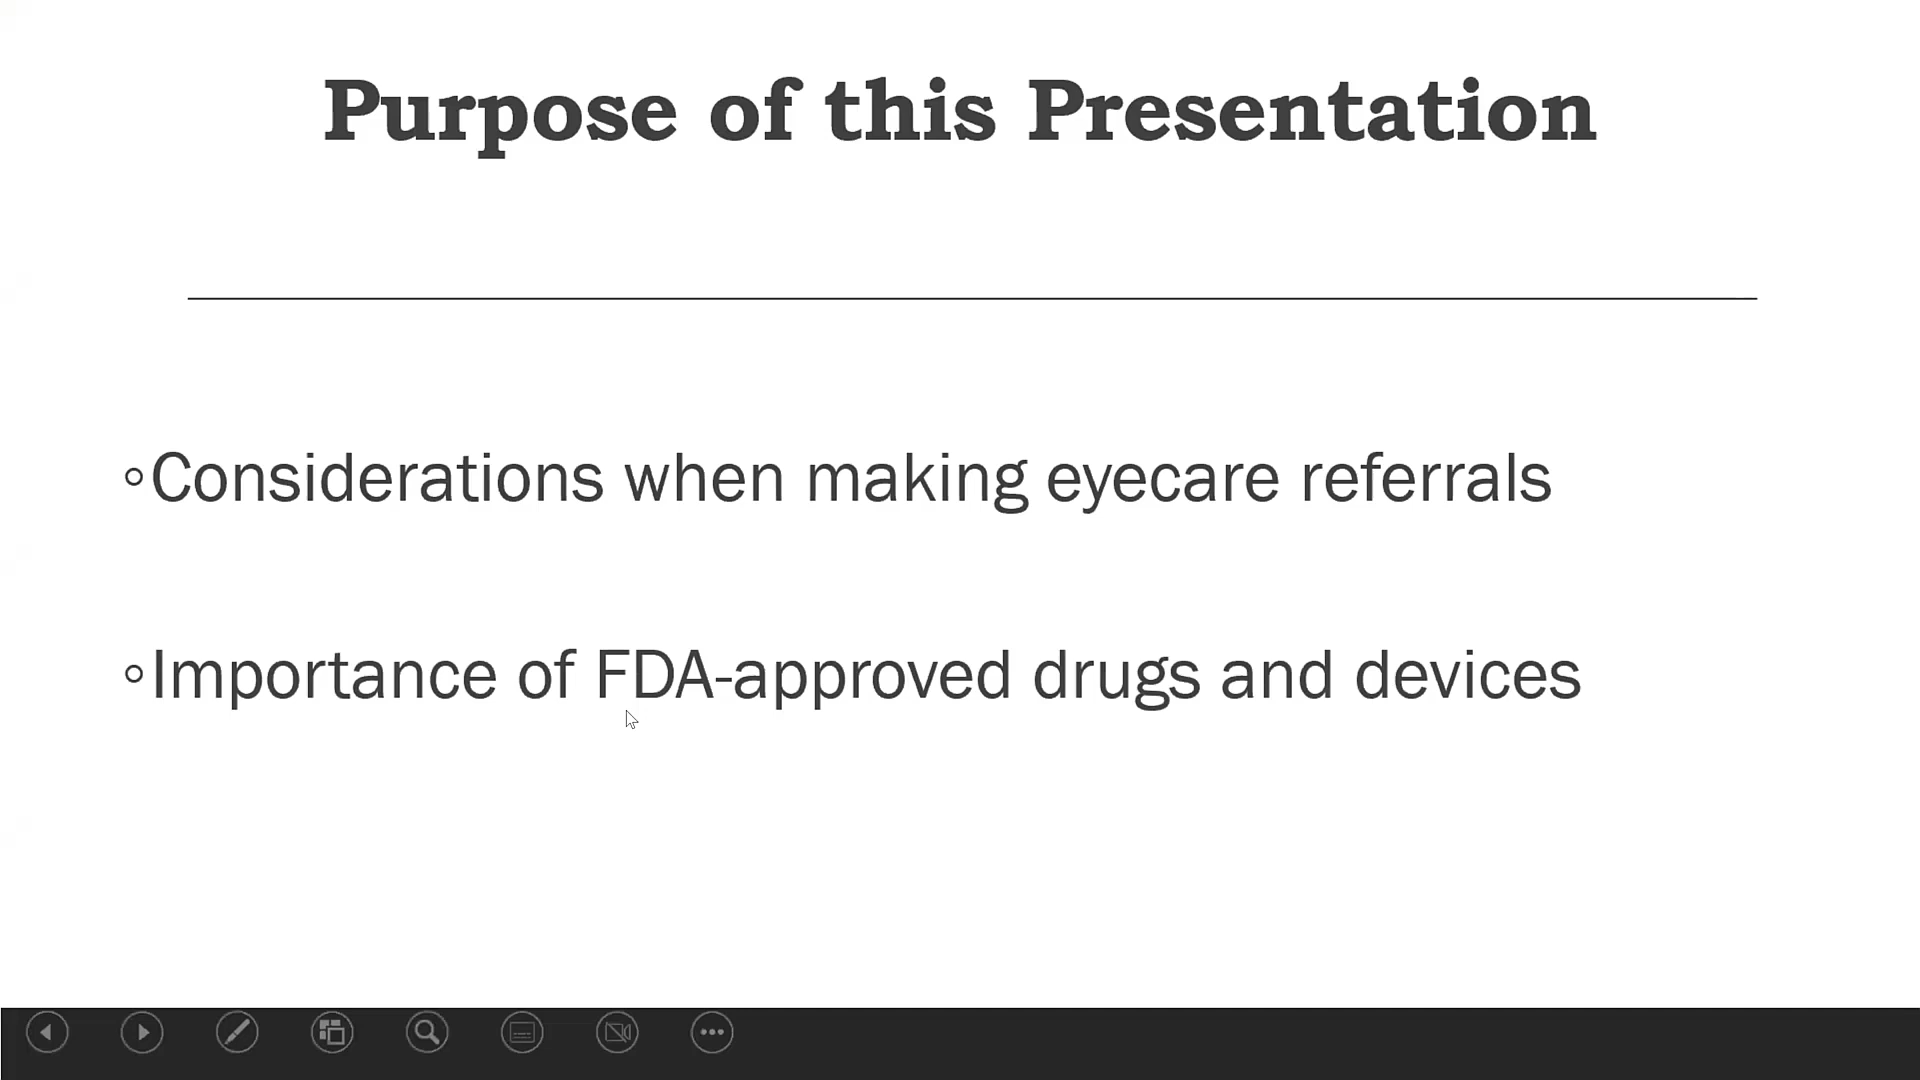 Purpose of this Presentation
◦Considerations when making eyecare referrals
◦Importance of FDA-approved drugs and devices